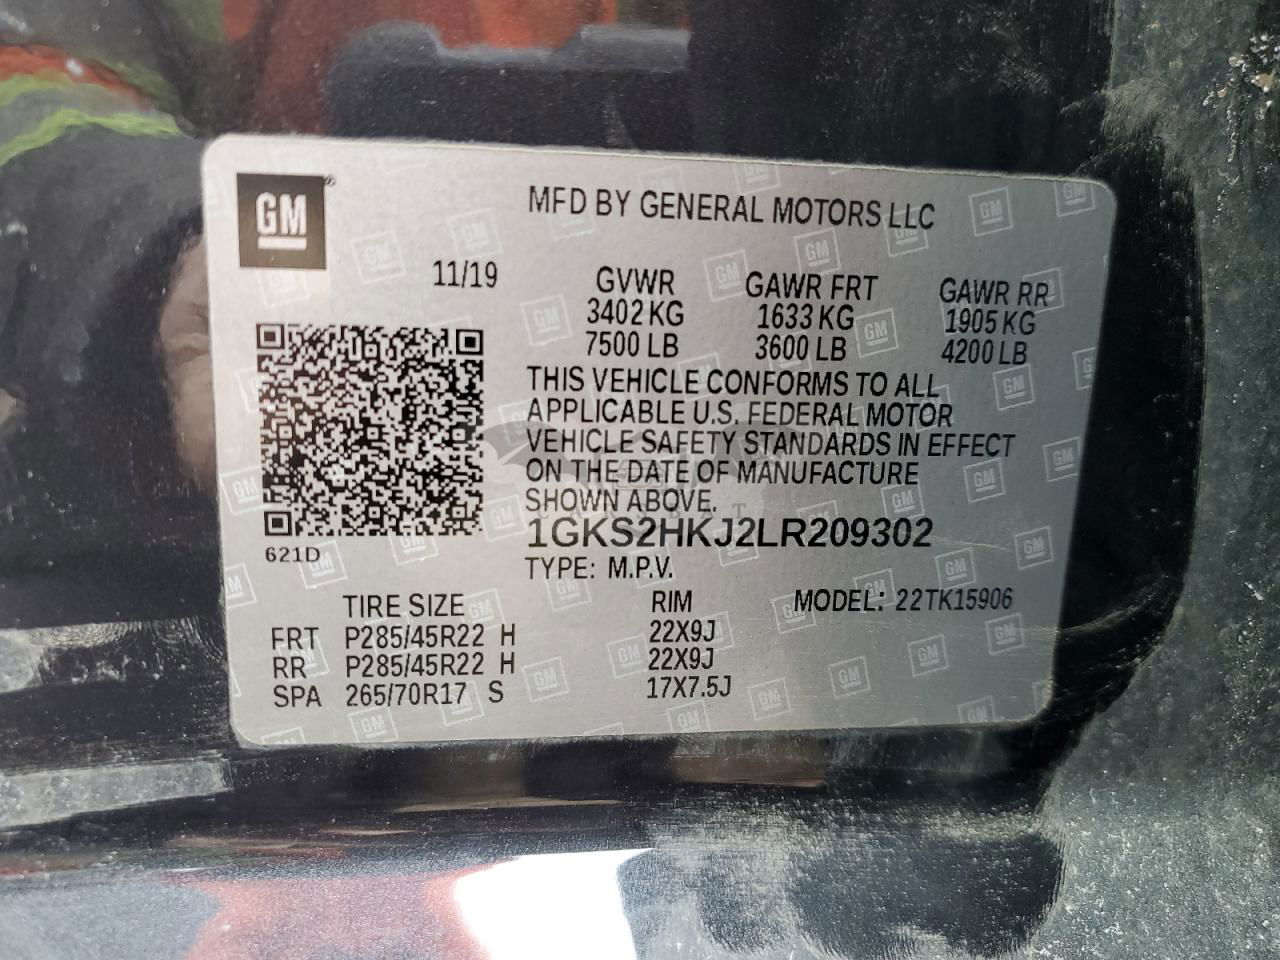 GM
MFD BY GENERAL MOTORS LLC
11/19
GVWR GAWR FRT GAWR RR
3402 KG 1633 KG 1905 KG
7500 LB 3600 LB 4200 LB
THIS VEHICLE CONFORMS TO ALL
APPLICABLE U.S. FEDERAL MOTOR
VEHICLE SAFETY STANDARDS IN EFFECT
ON THE DATE OF MANUFACTURE
SHOWN ABOVE.
1GKS2HKJ2LR209302
621D
TYPE: M.P.V.
TIRE SIZE RIM MODEL: 22TK15906
FRT P285/45R22 H 22X9J
RR P285/45R22 H 22X9J
SPA 265/70R17 S 17X7.5J